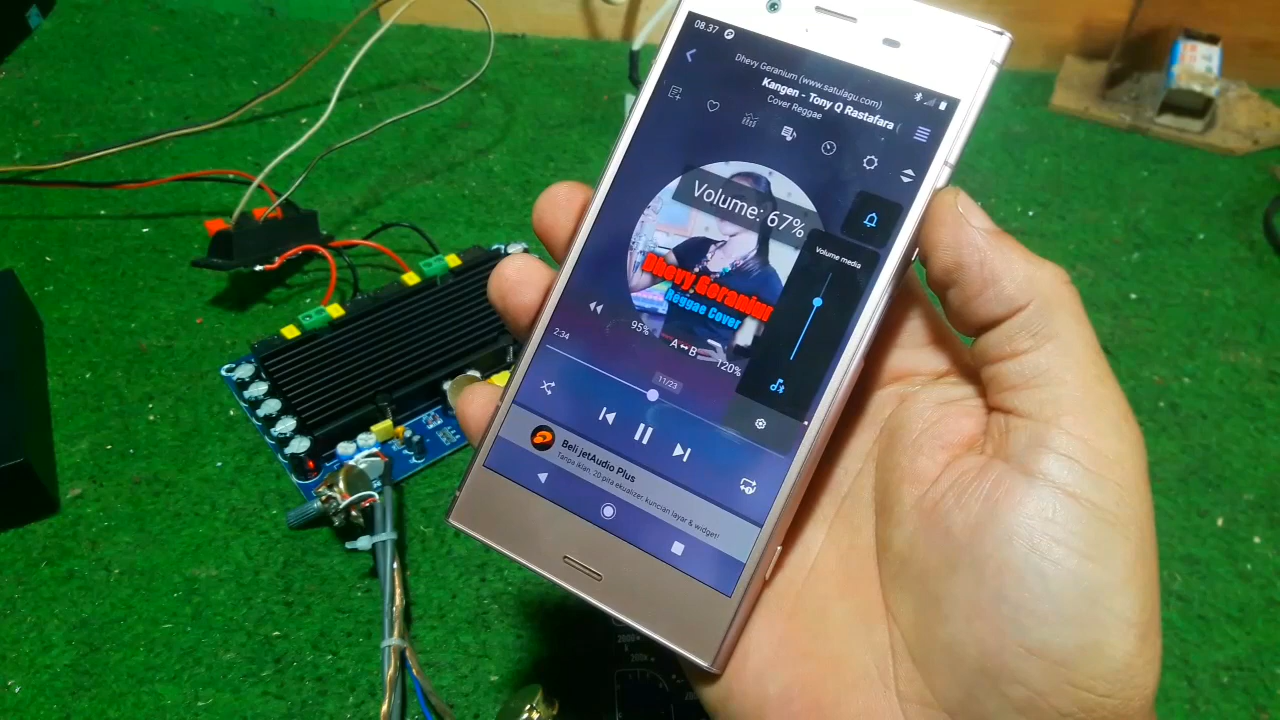 08.37
Dhevy Geranium (www.satulagu.com)
Kangen - Tony Q Rastafara (
Cover Reggae
Volume: 67%
Volume media
Dhevy Geranium
Reggae Cover
95%
A B
120%
2:34
11/23
Beli jetAudio Plus
Tanpa iklan, 20-pita ekualizer, kuncian layar & widget!